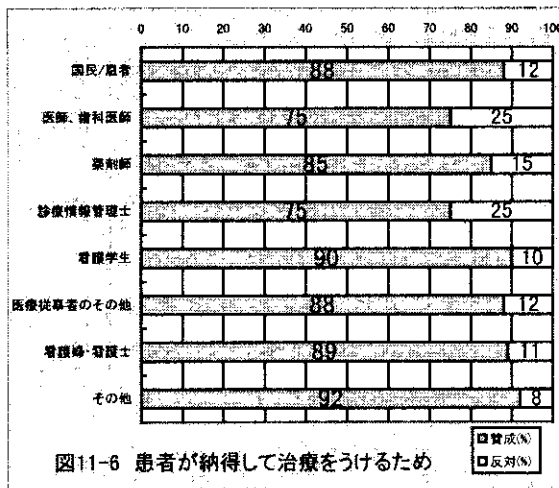 0 10 20 30 40 50 60 70 80 90 100
国民/患者 88 12
医師、歯科医師 75 25
薬剤師 85 15
診療情報管理士 75 25
看護学生 90 10
医療従事者のその他 88 12
看護婦・看護士 89 11
その他 92 8
図11-6 患者が納得して治療をうけるため
賛成(%)
反対(%)